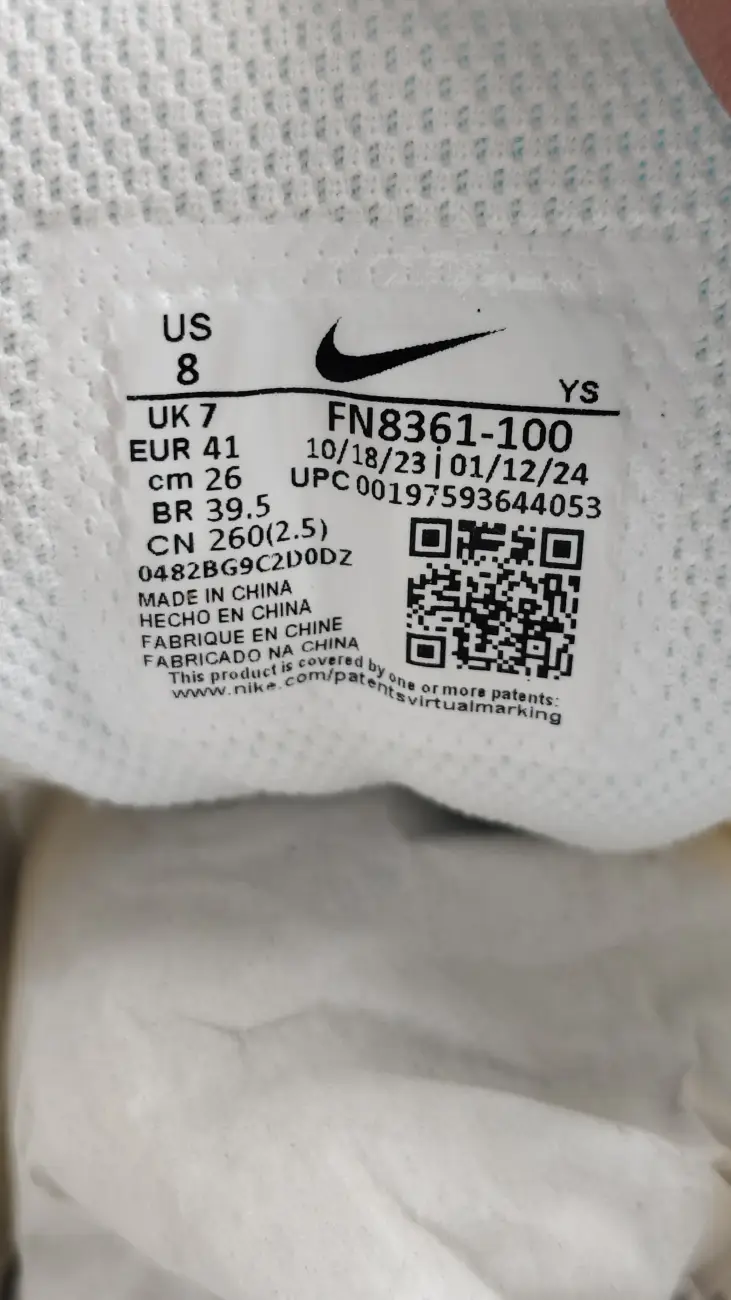 US
8
YS
UK 7
EUR 41
cm 26
BR 39.5
CN 260(2.5)
FN8361-100
10/18/23 | 01/12/24
UPC 00197593644053
0482BG9C2D0DZ
MADE IN CHINA
HECHO EN CHINA
FABRIQUE EN CHINE
FABRICADO NA CHINA
This product is covered by one or more patents:
www.nike.com/patentsvirtualmarking